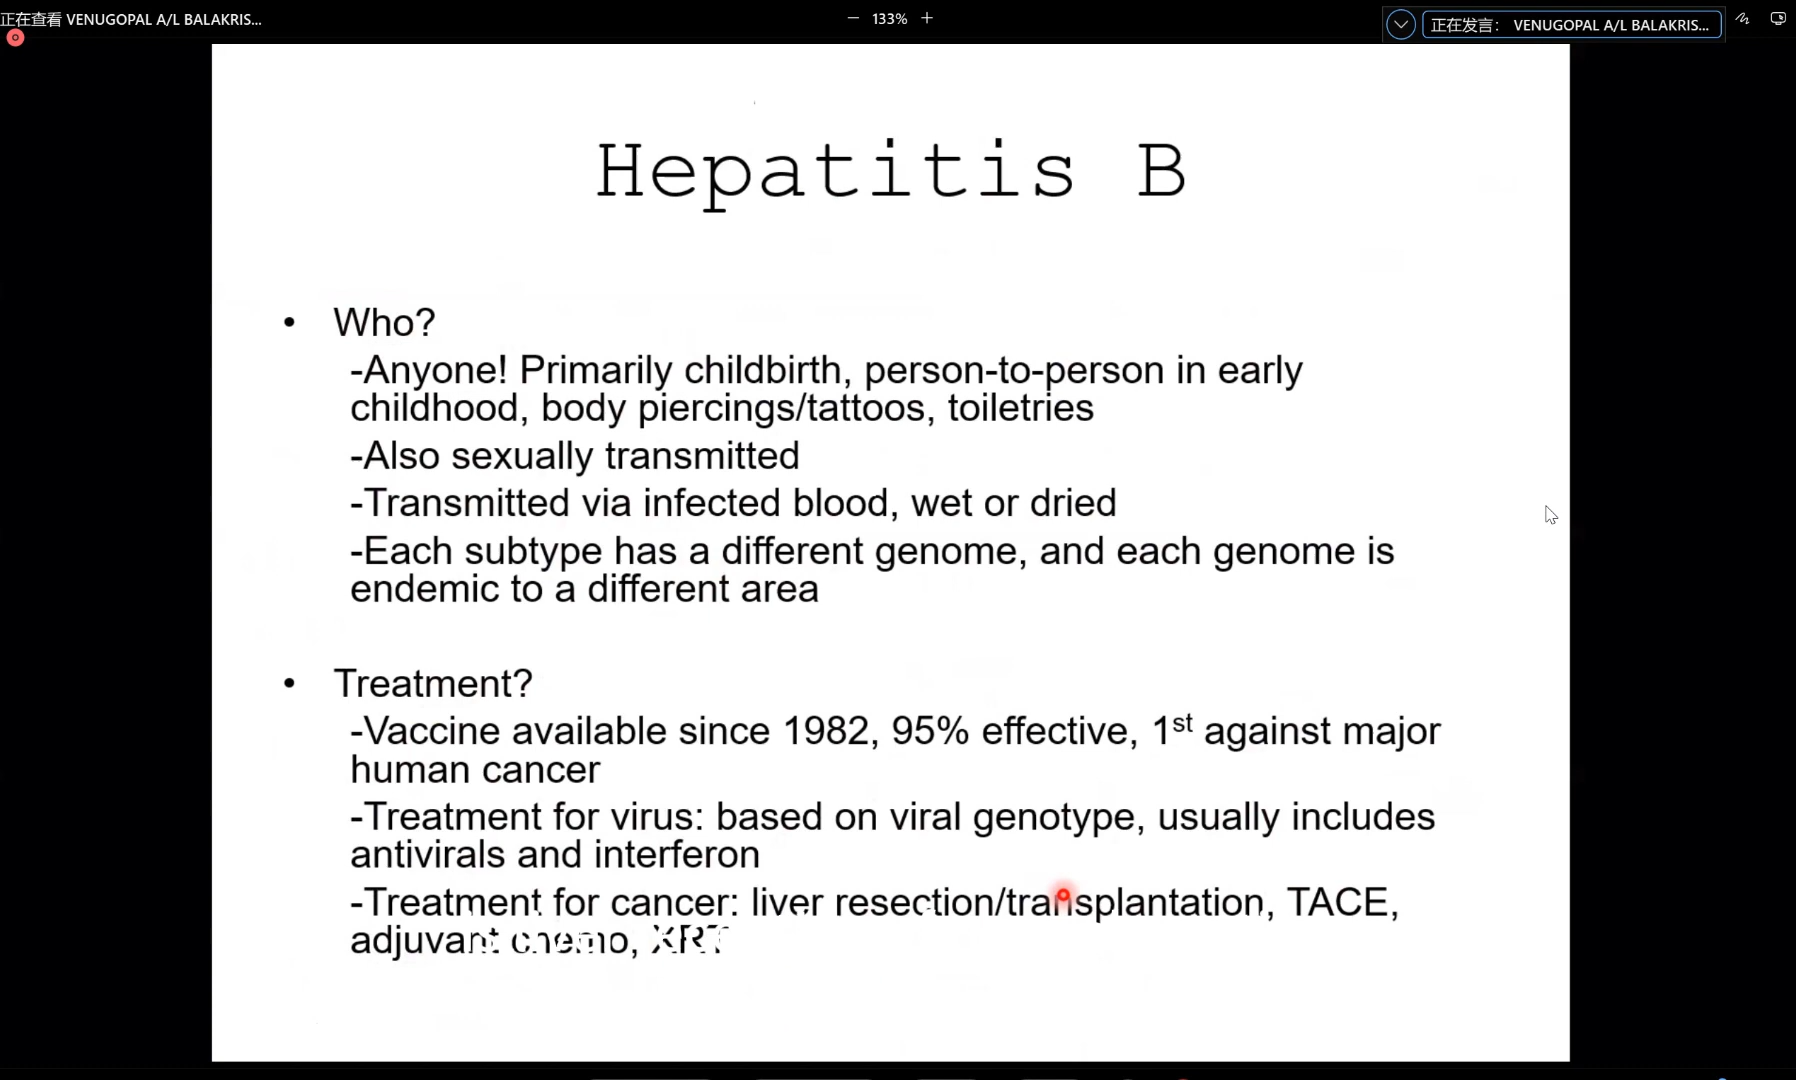 正在查看 VENUGOPAL A/L BALAKRIS...
133%
正在发言： VENUGOPAL A/L BALAKRIS...
Hepatitis B
• Who?
-Anyone! Primarily childbirth, person-to-person in early
childhood, body piercings/tattoos, toiletries
-Also sexually transmitted
-Transmitted via infected blood, wet or dried
-Each subtype has a different genome, and each genome is
endemic to a different area
• Treatment?
-Vaccine available since 1982, 95% effective, 1st against major
human cancer
-Treatment for virus: based on viral genotype, usually includes
antivirals and interferon
-Treatment for cancer: liver resection/transplantation, TACE,
adjuvant chemo, XRT